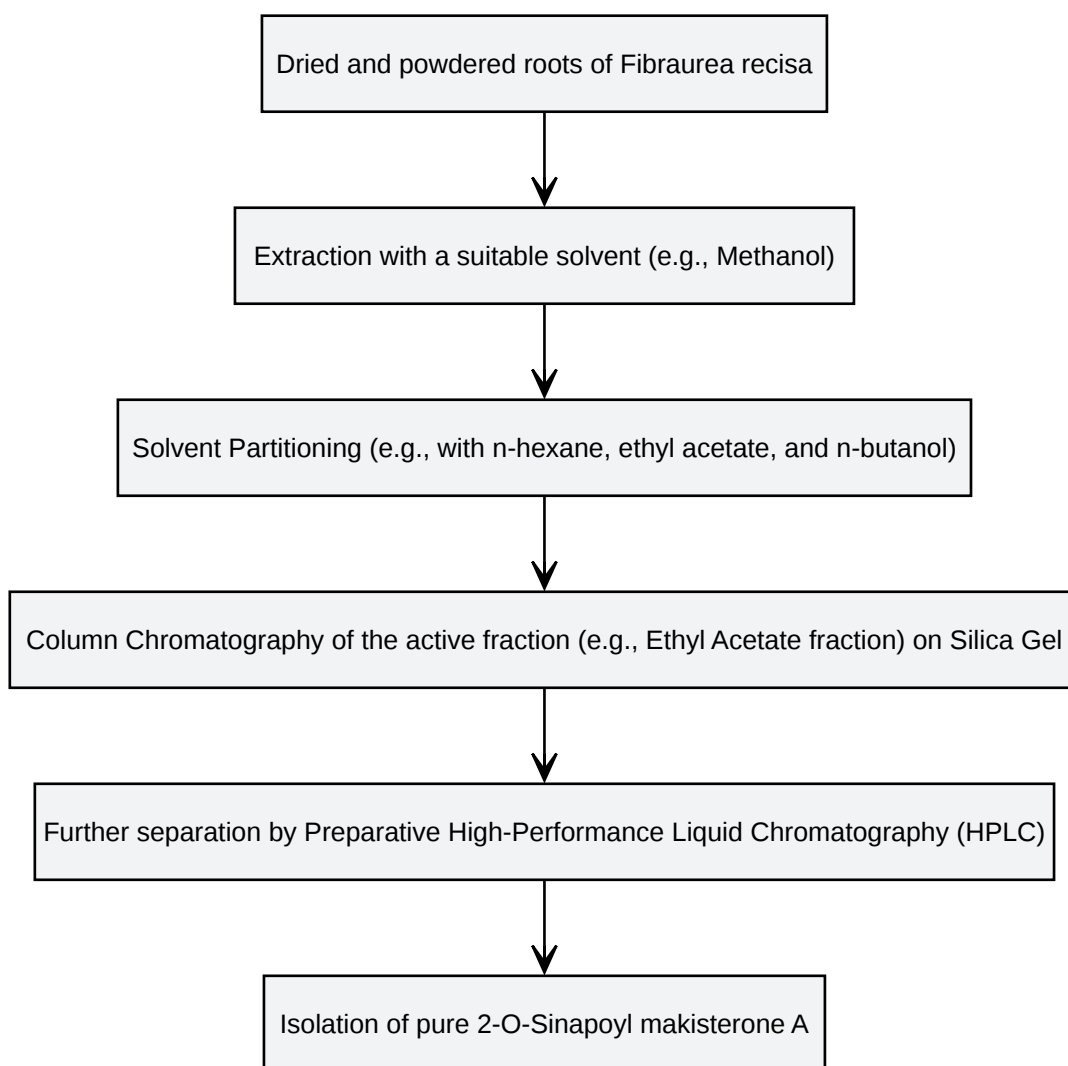 Dried and powdered roots of Fibraurea recisa
Extraction with a suitable solvent (e.g., Methanol)
Solvent Partitioning (e.g., with n-hexane, ethyl acetate, and n-butanol)
Column Chromatography of the active fraction (e.g., Ethyl Acetate fraction) on Silica Gel
Further separation by Preparative High-Performance Liquid Chromatography (HPLC)
Isolation of pure 2-O-Sinapoyl makisterone A